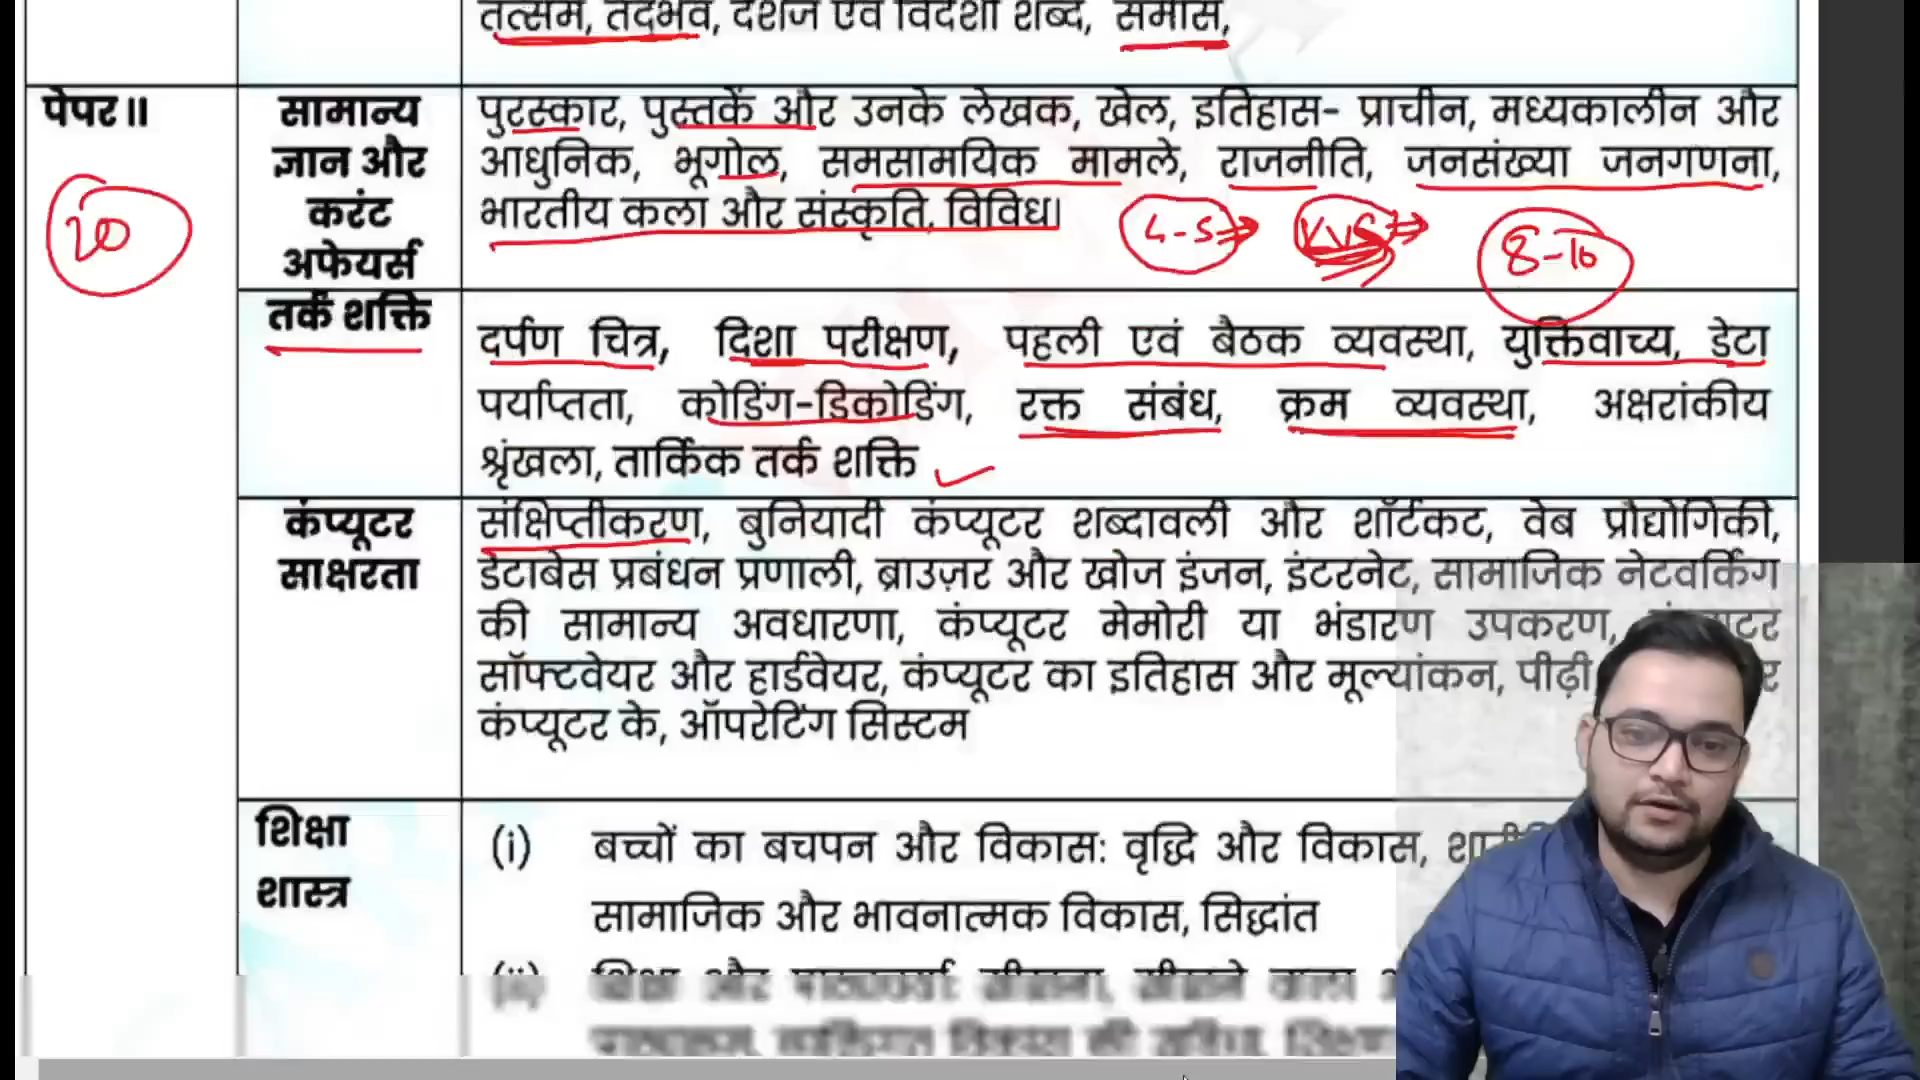 तत्सम, तद्भव, देशज एवं विदेशी शब्द, समास,
पेपर II
20
सामान्य
ज्ञान और
करंट
अफेयर्स
पुरस्कार, पुस्तकें और उनके लेखक, खेल, इतिहास- प्राचीन, मध्यकालीन और
आधुनिक, भूगोल, समसामयिक मामले, राजनीति, जनसंख्या जनगणना,
भारतीय कला और संस्कृति, विविध।
4-5
KVS
8-10
तर्क शक्ति
दर्पण चित्र, दिशा परीक्षण, पहली एवं बैठक व्यवस्था, युक्तिवाच्य, डेटा
पर्याप्तता, कोडिंग-डिकोडिंग, रक्त संबंध, क्रम व्यवस्था, अक्षरांकीय
श्रृंखला, तार्किक तर्क शक्ति
कंप्यूटर
साक्षरता
संक्षिप्तीकरण, बुनियादी कंप्यूटर शब्दावली और शॉर्टकट, वेब प्रौद्योगिकी,
डेटाबेस प्रबंधन प्रणाली, ब्राउज़र और खोज इंजन, इंटरनेट, सामाजिक नेटवर्किंग
की सामान्य अवधारणा, कंप्यूटर मेमोरी या भंडारण उपकरण,
सॉफ्टवेयर और हार्डवेयर, कंप्यूटर का इतिहास और मूल्यांकन, पीढ़ी
कंप्यूटर के, ऑपरेटिंग सिस्टम
शिक्षा
शास्त्र
(i) बच्चों का बचपन और विकास: वृद्धि और विकास,
सामाजिक और भावनात्मक विकास, सिद्धांत
(ii)